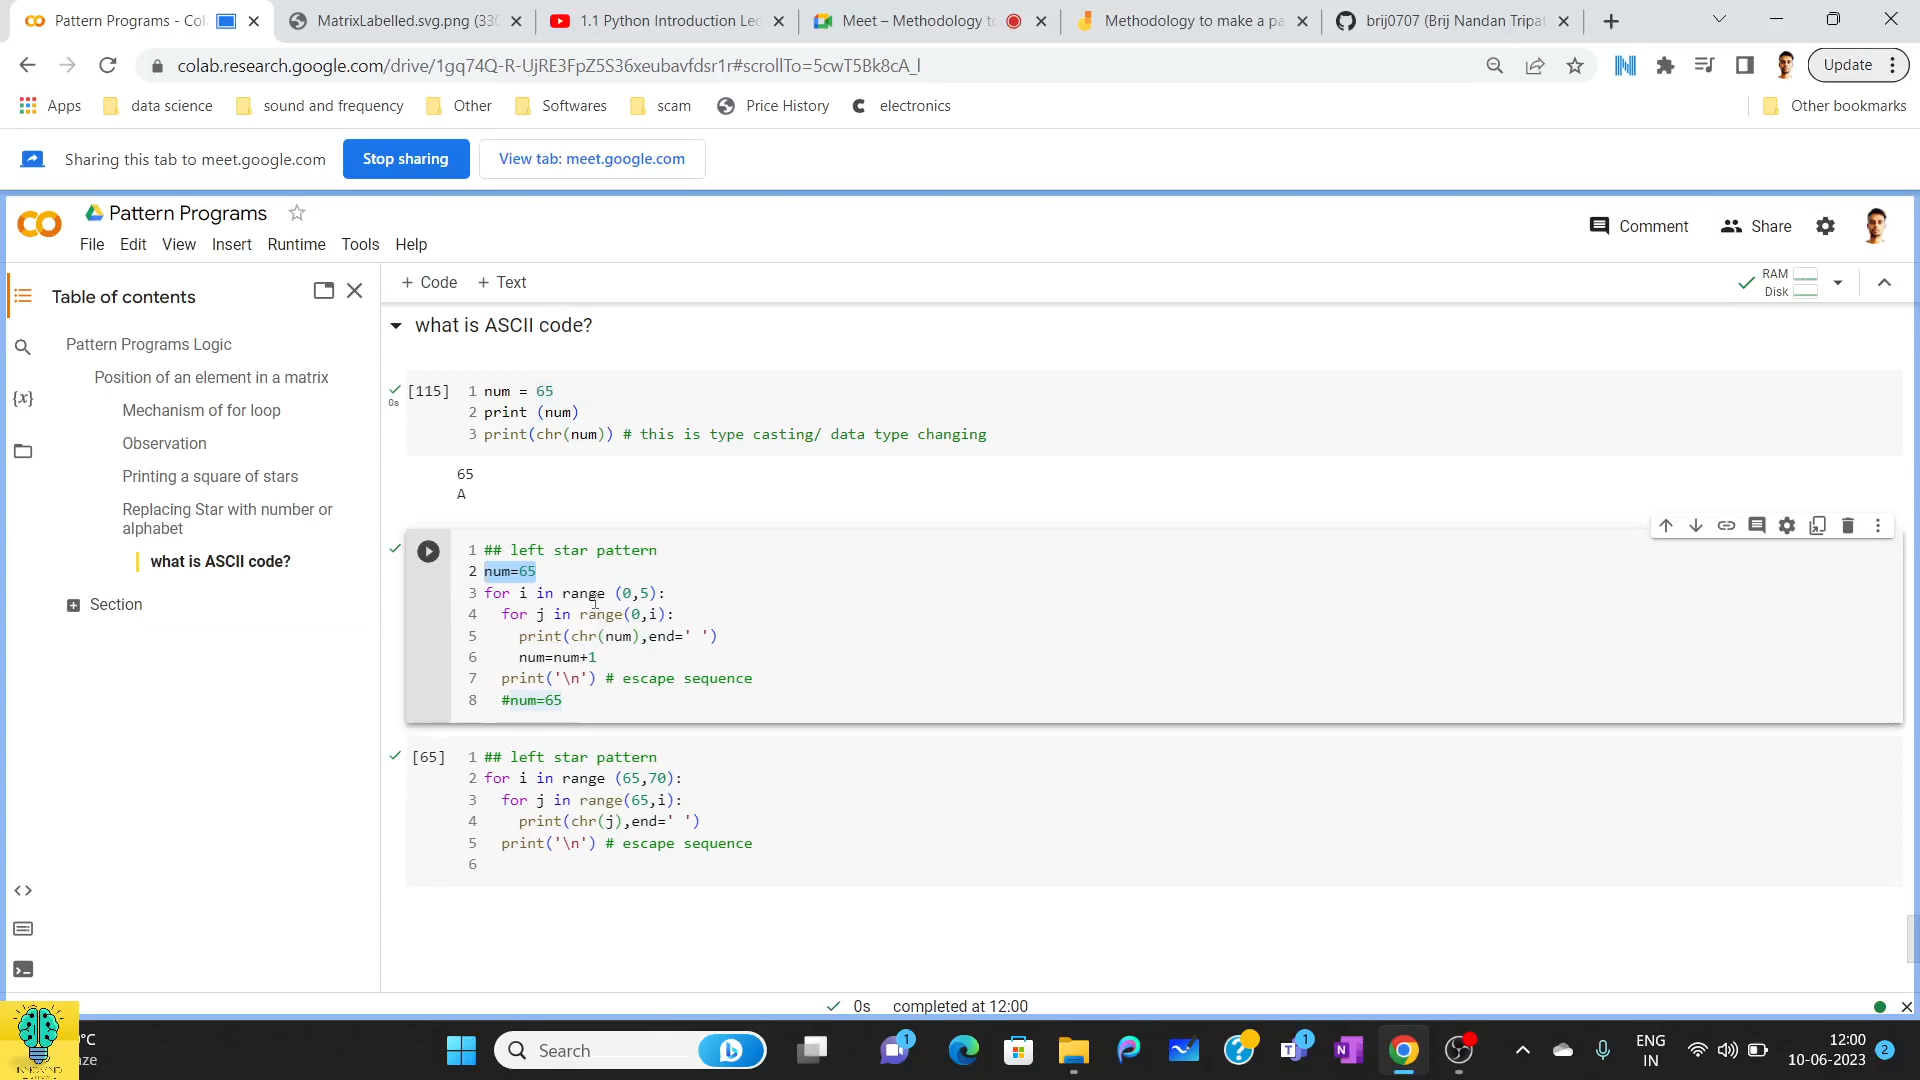 Pattern Programs - Col
MatrixLabelled.svg.png (330
1.1 Python Introduction Lec
Meet – Methodology to
Methodology to make a pa
brij0707 (Brij Nandan Tripat
colab.research.google.com/drive/1gq74Q-R-UjRE3FpZ5S36xeubavfdsr1r#scrollTo=5cwT5Bk8cA_l
Update
Apps data science sound and frequency Other Softwares scam Price History electronics Other bookmarks
Sharing this tab to meet.google.com Stop sharing View tab: meet.google.com
Pattern Programs
File Edit View Insert Runtime Tools Help
Comment Share
Table of contents
+ Code + Text
RAM
Disk
Pattern Programs Logic
Position of an element in a matrix
Mechanism of for loop
Observation
Printing a square of stars
Replacing Star with number or
alphabet
what is ASCII code?
Section
{x}
what is ASCII code?
[115]
0s
1 num = 65
2 print (num)
3 print(chr(num)) # this is type casting/ data type changing
65
A
1 ## left star pattern
2 num=65
3 for i in range (0,5):
4 for j in range(0,i):
5 print(chr(num),end=' ')
6 num=num+1
7 print('\n') # escape sequence
8 #num=65
[65]
1 ## left star pattern
2 for i in range (65,70):
3 for j in range(65,i):
4 print(chr(j),end=' ')
5 print('\n') # escape sequence
6
0s completed at 12:00
Search
1
1
ENG
IN
12:00
10-06-2023
2